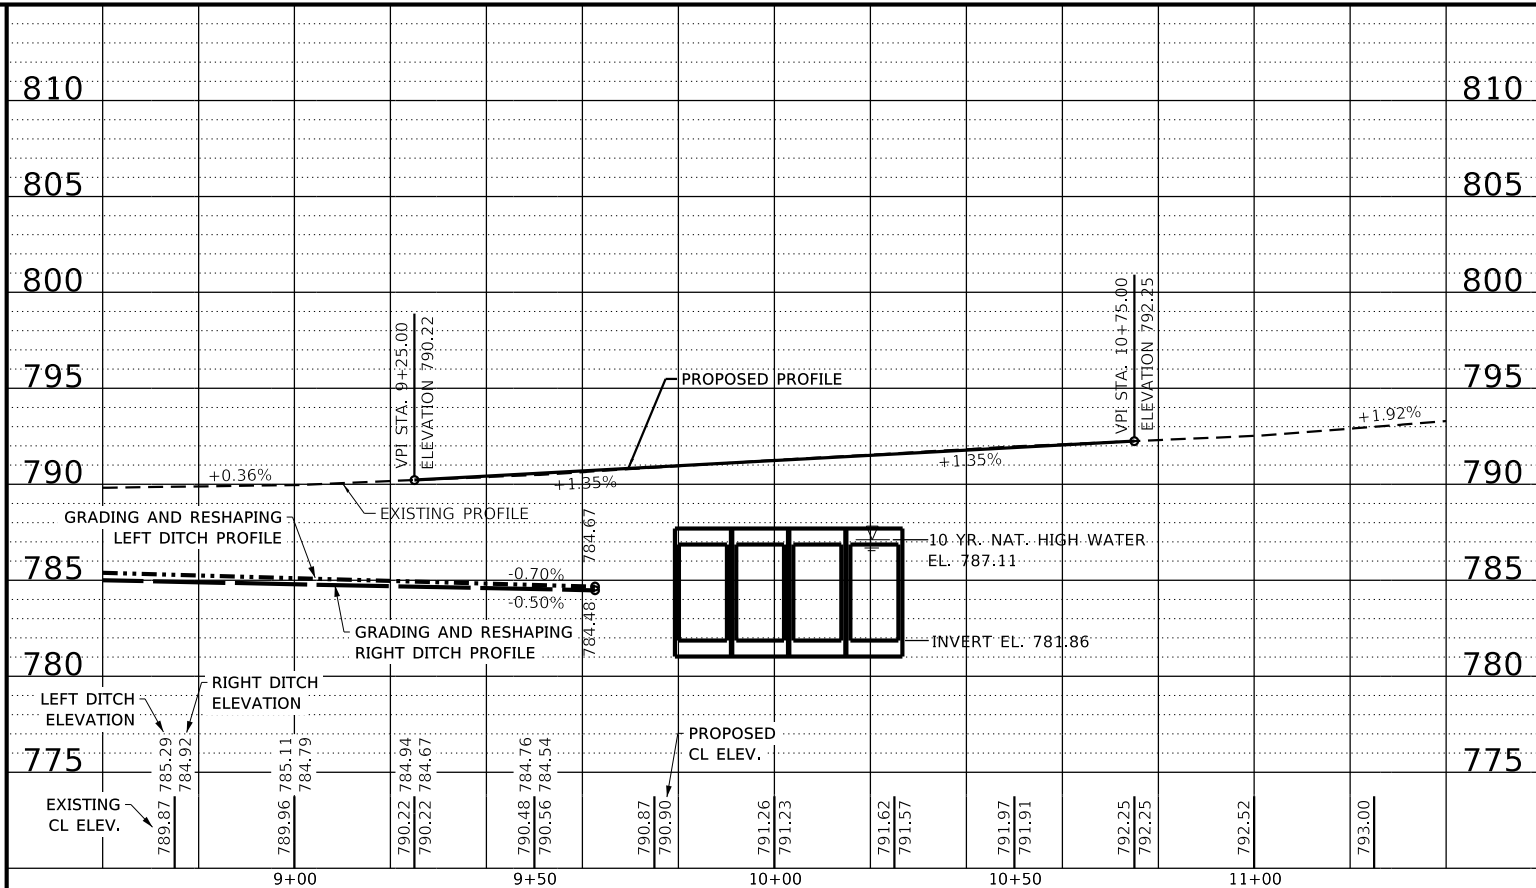 810
810
805
805
800
800
VPI STA. 10+75.00
ELEVATION 792.25
VPI STA. 9+25.00
ELEVATION 790.22
795
795
PROPOSED PROFILE
+1.92%
790
790
+0.36%
+1.35%
+1.35%
EXISTING PROFILE
GRADING AND RESHAPING
LEFT DITCH PROFILE
784.67
10 YR. NAT. HIGH WATER
EL. 787.11
785
785
-0.70%
-0.50%
784.48
GRADING AND RESHAPING
RIGHT DITCH PROFILE
INVERT EL. 781.86
780
780
LEFT DITCH
ELEVATION
RIGHT DITCH
ELEVATION
PROPOSED
CL ELEV.
775
775
785.29
784.92
785.11
784.79
784.94
784.67
784.76
784.54
EXISTING
CL ELEV.
789.87
789.96
790.22
790.22
790.48
790.56
790.87
790.90
791.26
791.23
791.62
791.57
791.97
791.91
792.25
792.25
792.52
793.00
9+00
9+50
10+00
10+50
11+00